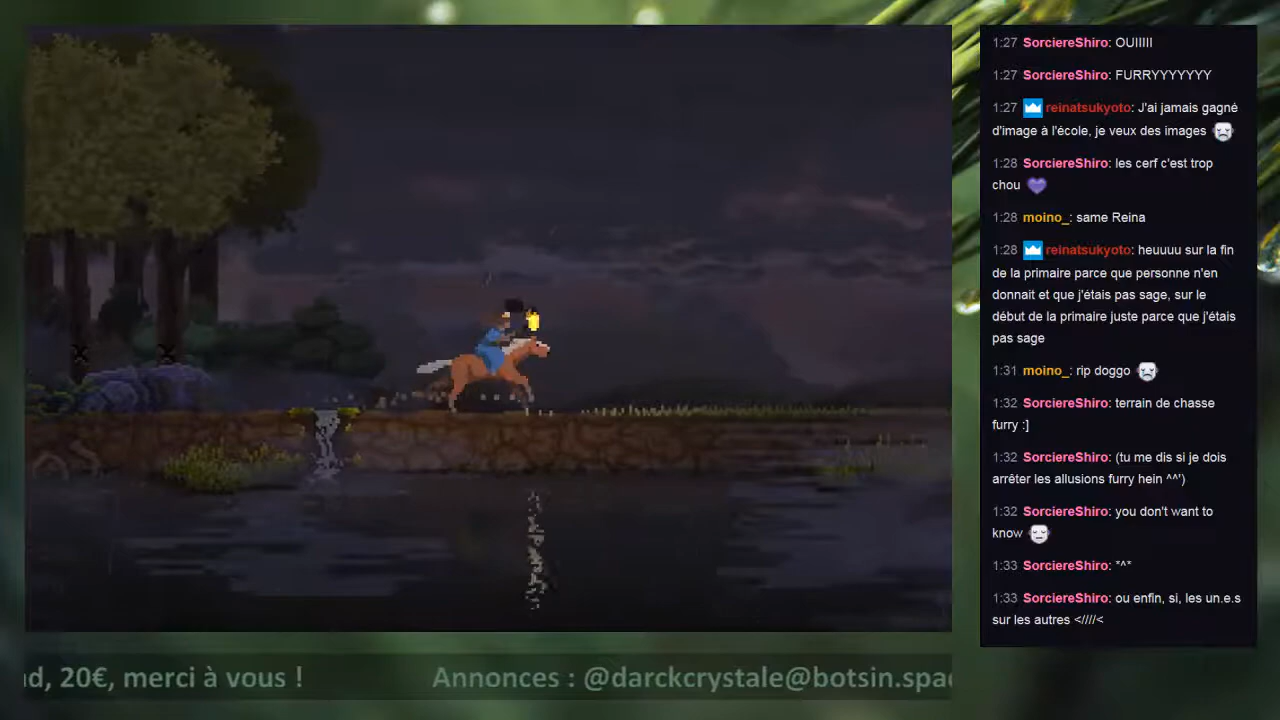 1:27 SorciereShiro: OUIIIII
1:27 SorciereShiro: FURRYYYYYYY
1:27 reinatsukyoto: J'ai jamais gagné
d'image à l'école, je veux des images
1:28 SorciereShiro: les cerf c'est trop
chou
1:28 moino_: same Reina
1:28 reinatsukyoto: heuuuu sur la fin
de la primaire parce que personne n'en
donnait et que j'étais pas sage, sur le
début de la primaire juste parce que j'étais
pas sage
1:31 moino_: rip doggo
1:32 SorciereShiro: terrain de chasse
furry :]
1:32 SorciereShiro: (tu me dis si je dois
arrêter les allusions furry hein ^^')
1:32 SorciereShiro: you don't want to
know
1:33 SorciereShiro: *^*
1:33 SorciereShiro: ou enfin, si, les un.e.s
sur les autres <////<
d, 20€, merci à vous ! Annonces : @darckcrystale@botsin.spa